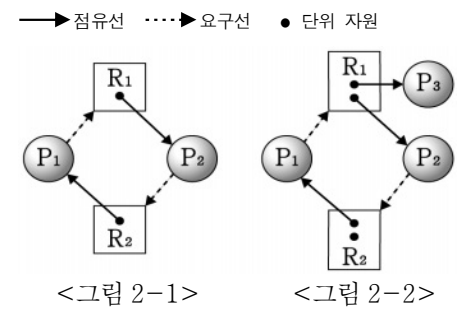 점유선 요구선 단위 자원
R₁ R₁ P₃
P₁ P₂ P₁ P₂
R₂ R₂
<그림 2-1> <그림 2-2>